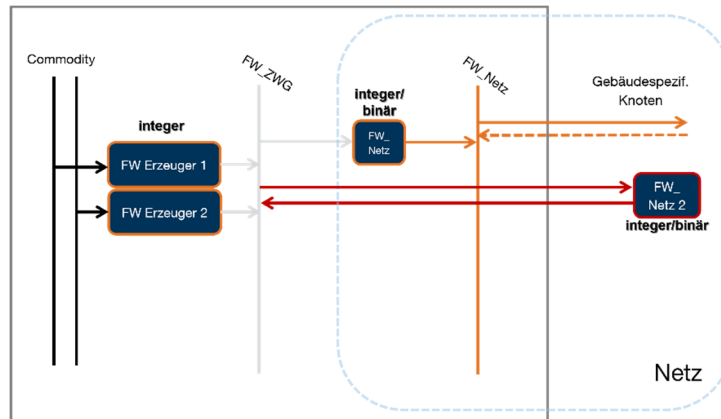 Commodity
FW_ZWG
FW_Netz
Gebäudespezif.
Knoten
integer
integer/
binär
FW Erzeuger 1
FW_
Netz
FW Erzeuger 2
FW_
Netz 2
integer/binär
Netz